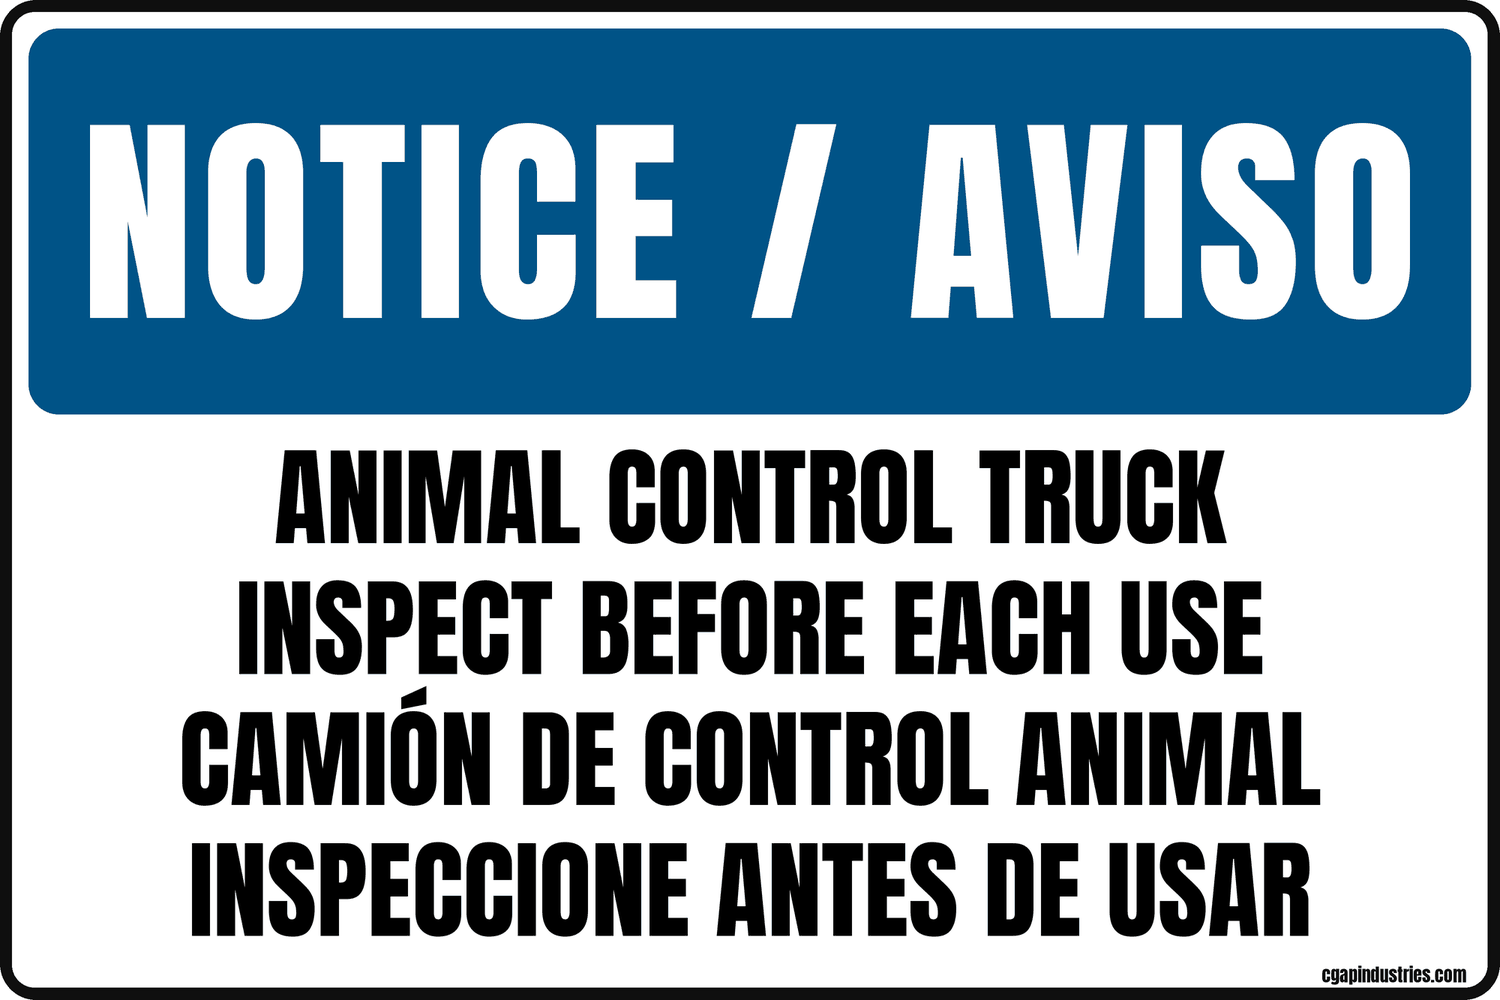 NOTICE / AVISO
ANIMAL CONTROL TRUCK
INSPECT BEFORE EACH USE
CAMIÓN DE CONTROL ANIMAL
INSPECCIONE ANTES DE USAR
cgapindustries.com